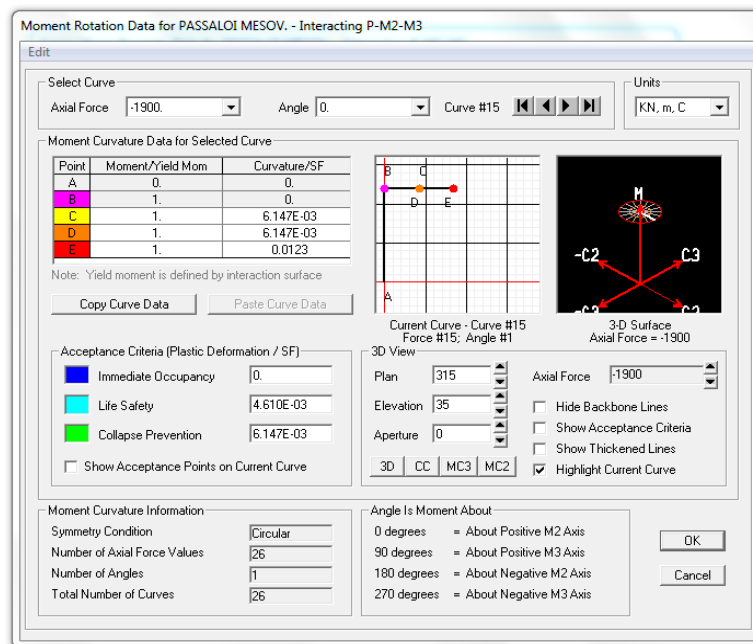 Moment Rotation Data for PASSALOI MESOV. - Interacting P-M2-M3
Edit
Select Curve
Axial Force -1900. Angle 0. Curve #15
Units
KN, m, C
Moment Curvature Data for Selected Curve
Point Moment/Yield Mom Curvature/SF
A 0. 0.
B 1. 0.
C 1. 6.147E-03
D 1. 6.147E-03
E 1. 0.0123
Note: Yield moment is defined by interaction surface
Copy Curve Data Paste Curve Data
B C
D E
A
Current Curve - Curve #15
Force #15; Angle #1
M
-C2 C3
3-D Surface
Axial Force = -1900
Acceptance Criteria (Plastic Deformation / SF)
Immediate Occupancy 0.
Life Safety 4.610E-03
Collapse Prevention 6.147E-03
Show Acceptance Points on Current Curve
3D View
Plan 315
Elevation 35
Aperture 0
3D CC MC3 MC2
Axial Force -1900
Hide Backbone Lines
Show Acceptance Criteria
Show Thickened Lines
Highlight Current Curve
Moment Curvature Information
Symmetry Condition Circular
Number of Axial Force Values 26
Number of Angles 1
Total Number of Curves 26
Angle Is Moment About
0 degrees = About Positive M2 Axis
90 degrees = About Positive M3 Axis
180 degrees = About Negative M2 Axis
270 degrees = About Negative M3 Axis
OK
Cancel